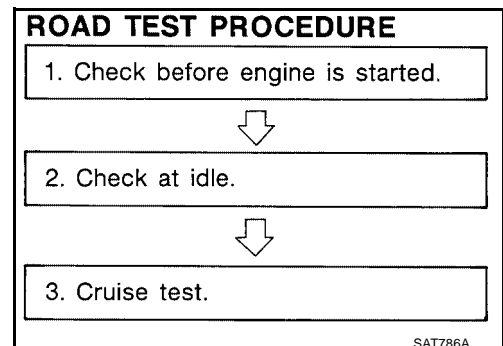 ROAD TEST PROCEDURE
1. Check before engine is started.
2. Check at idle.
3. Cruise test.
SAT786A